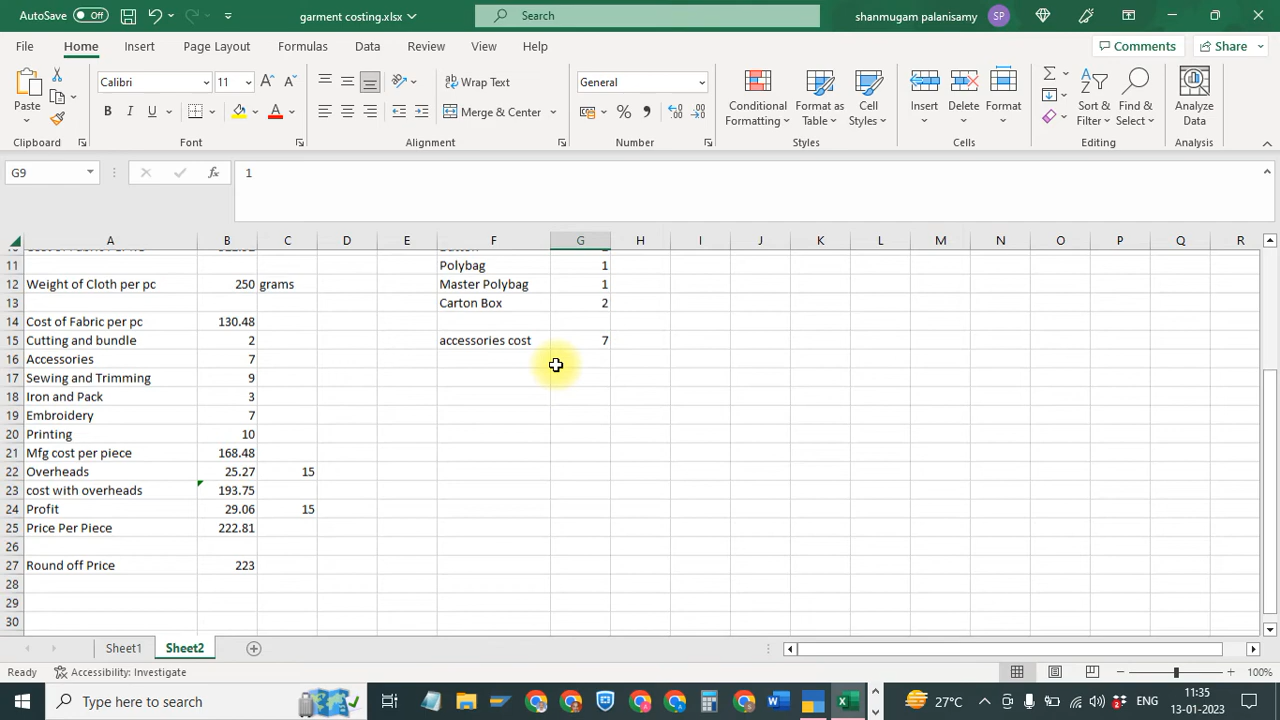 AutoSave Off garment costing.xlsx Search shanmugam palanisamy SP
File Home Insert Page Layout Formulas Data Review View Help Comments Share
Calibri 11 Wrap Text General
Paste B I U Merge & Center Conditional Formatting Format as Table Cell Styles Insert Delete Format Sort & Filter Find & Select Analyze Data
Clipboard Font Alignment Number Styles Cells Editing Analysis
G9 1
A B C D E F G H I J K L M N O P Q R
11 Polybag 1
12 Weight of Cloth per pc 250 grams Master Polybag 1
13 Carton Box 2
14 Cost of Fabric per pc 130.48
15 Cutting and bundle 2 accessories cost 7
16 Accessories 7
17 Sewing and Trimming 9
18 Iron and Pack 3
19 Embroidery 7
20 Printing 10
21 Mfg cost per piece 168.48
22 Overheads 25.27 15
23 cost with overheads 193.75
24 Profit 29.06 15
25 Price Per Piece 222.81
26
27 Round off Price 223
28
29
30
Sheet1 Sheet2
Ready Accessibility: Investigate 100%
Type here to search 27°C ENG 11:35
13-01-2023